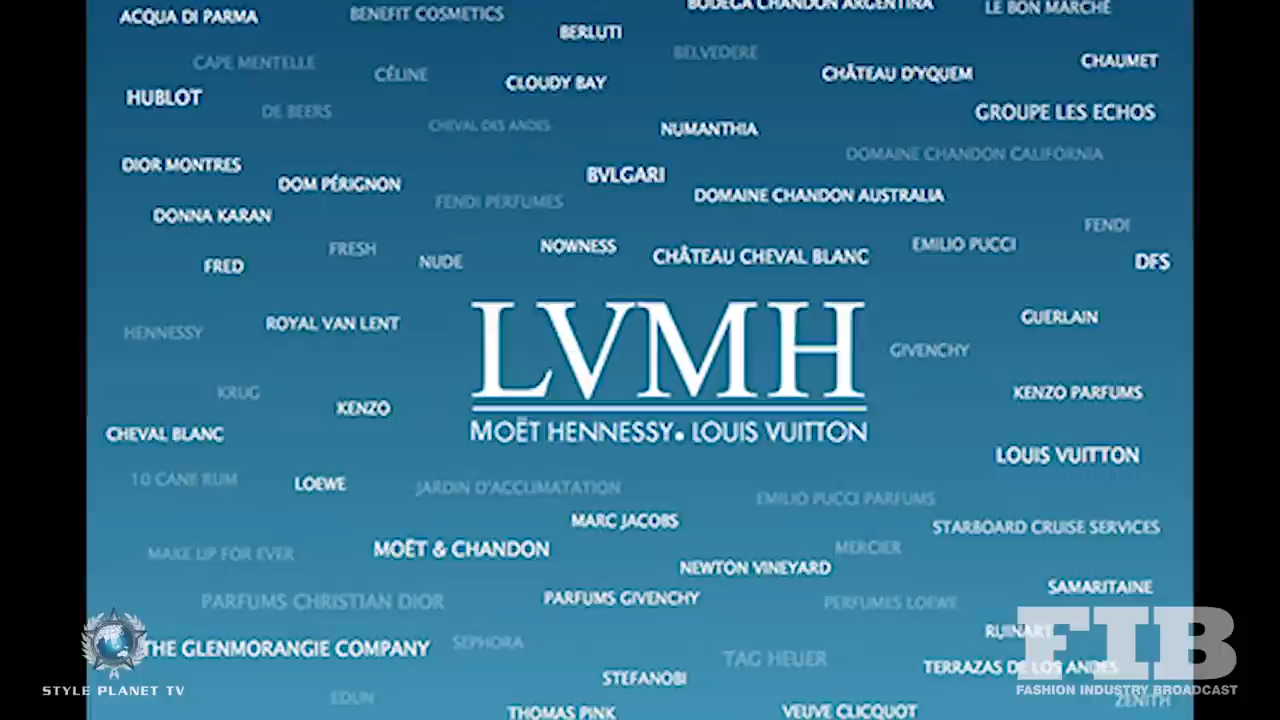 BODEGA CHANDON ARGENTINA
LE BON MARCHÉ
ACQUA DI PARMA
BENEFIT COSMETICS
BERLUTI
BELVEDERE
CAPE MENTELLE
CÉLINE
CLOUDY BAY
CHÂTEAU D'YQUEM
CHAUMET
HUBLOT
DE BEERS
CHEVAL DES ANDES
NUMANTHIA
GROUPE LES ECHOS
DIOR MONTRES
DOM PÉRIGNON
BVLGARI
DOMAINE CHANDON CALIFORNIA
DONNA KARAN
FENDI PERFUMES
DOMAINE CHANDON AUSTRALIA
FENDI
FRED
FRESH
NUDE
NOWNESS
CHÂTEAU CHEVAL BLANC
EMILIO PUCCI
DFS
HENNESSY
ROYAL VAN LENT
LVMH
MOËT HENNESSY. LOUIS VUITTON
GUERLAIN
GIVENCHY
KRUG
KENZO
KENZO PARFUMS
CHEVAL BLANC
LOUIS VUITTON
10 CANE RUM
LOEWE
JARDIN D'ACCLIMATATION
EMILIO PUCCI PARFUMS
MARC JACOBS
STARBOARD CRUISE SERVICES
MAKE UP FOR EVER
MOËT & CHANDON
MERCIER
NEWTON VINEYARD
SAMARITAINE
PARFUMS CHRISTIAN DIOR
PARFUMS GIVENCHY
PERFUMES LOEWE
RUINART
THE GLENMORANGIE COMPANY
SEPHORA
TAG HEUER
TERRAZAS DE LOS ANDES
STEFANOBI
EDUN
THOMAS PINK
VEUVE CLICQUOT
ZENITH
STYLE PLANET TV
FIB
FASHION INDUSTRY BROADCAST